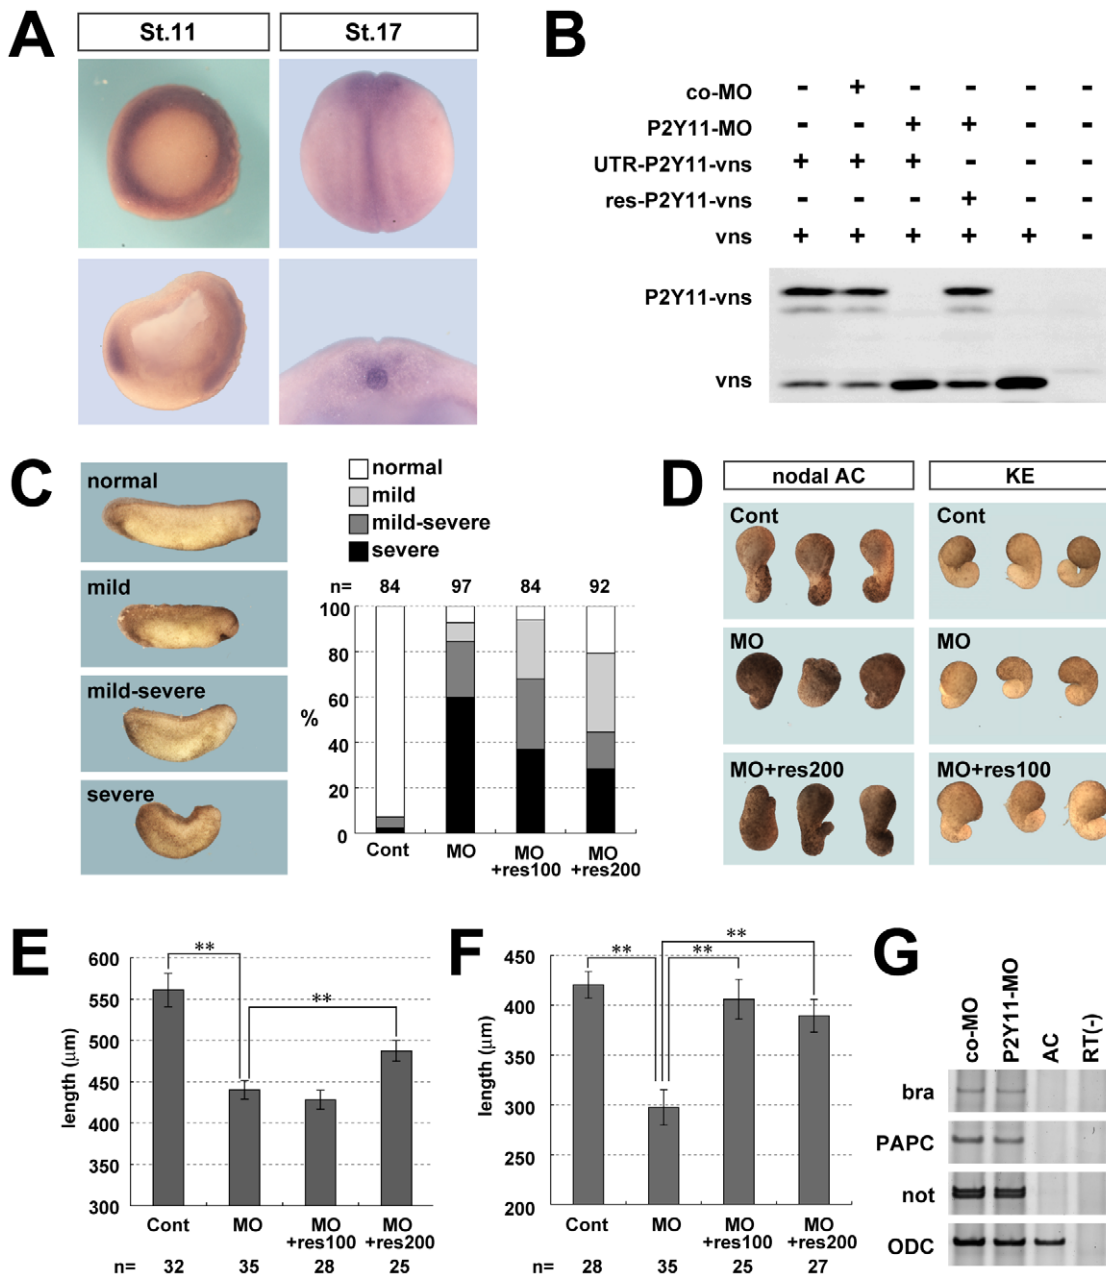 A
St.11
St.17
B
co-MO - + - - - -
P2Y11-MO - - + + - -
UTR-P2Y11-vns + + + - - -
res-P2Y11-vns - - - + - -
vns + + + + + -
P2Y11-vns
vns
C
normal
mild
mild-severe
severe
normal
mild
mild-severe
severe
n= 84 97 84 92
100
80
60
40
20
0
%
Cont MO MO MO
+res100 +res200
D
nodal AC
KE
Cont
Cont
MO
MO
MO+res200
MO+res100
E
600
550
500
450
400
350
300
length (μm)
**
**
Cont MO MO MO
+res100 +res200
n= 32 35 28 25
F
450
400
350
300
250
200
length (μm)
**
** **
Cont MO MO MO
+res100 +res200
n= 28 35 25 27
G
co-MO
P2Y11-MO
AC
RT(-)
bra
PAPC
not
ODC